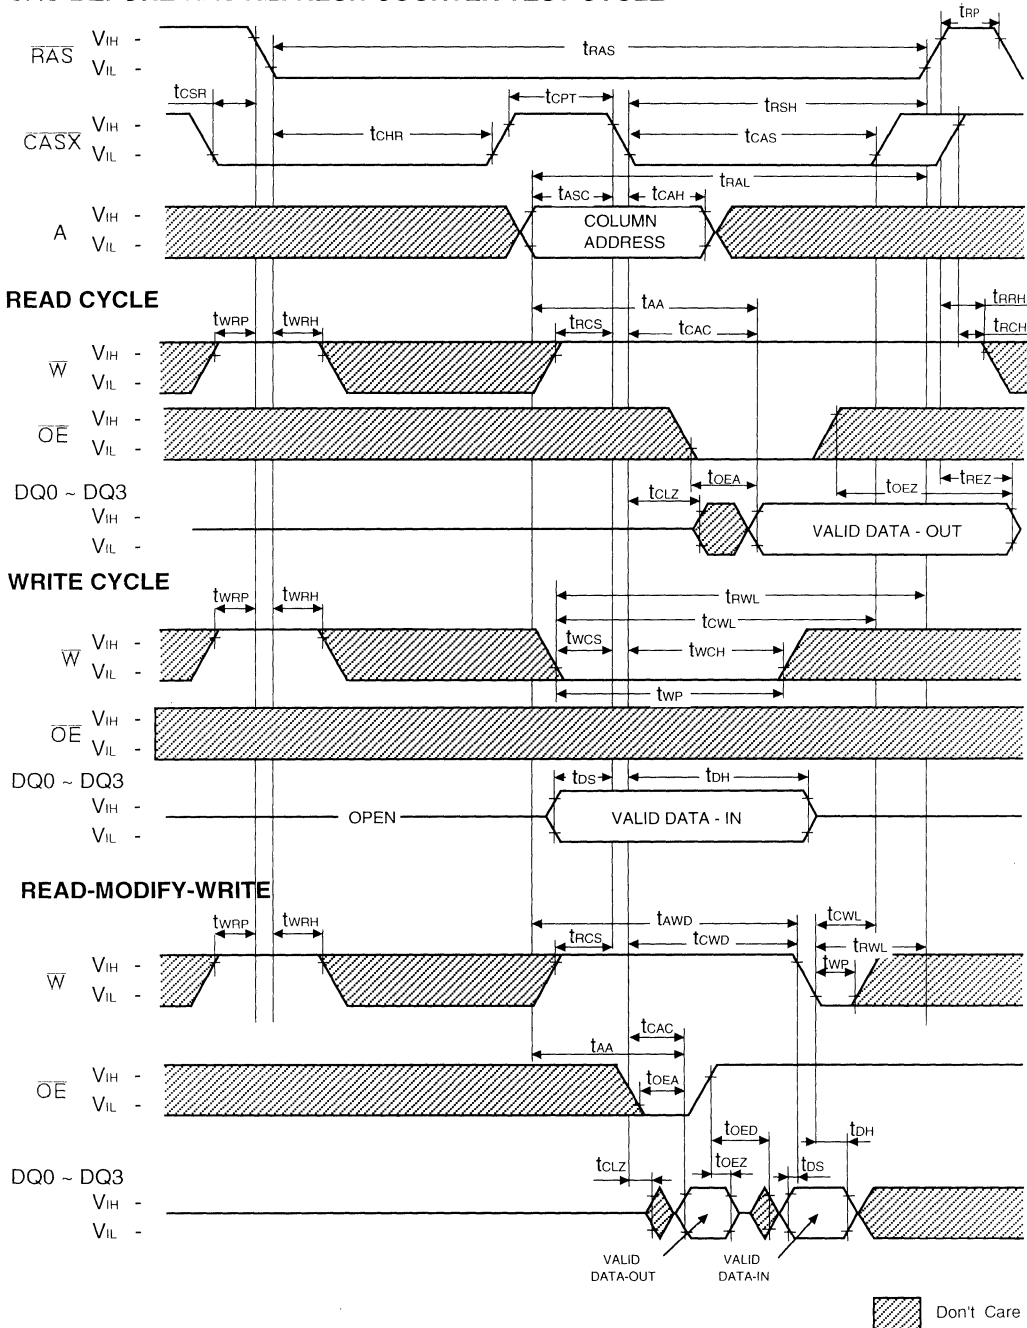 tRP
RAS VIH -
VIL -
tRAS
tCSR
tCPT
tRSH
CASX VIH -
VIL -
tCHR
tCAS
tRAL
tASC tCAH
A VIH -
VIL -
COLUMN
ADDRESS
READ CYCLE
tAA
tRRH
tWRP tWRH
tRCS
tCAC
tRCH
W VIH -
VIL -
OE VIH -
VIL -
DQ0 ~ DQ3
tOEA
tCLZ
tOEZ
tREZ
VIH -
VIL -
VALID DATA - OUT
WRITE CYCLE
tWRP tWRH
tRWL
tCWL
W VIH -
VIL -
tWCS
tWCH
tWP
OE VIH -
VIL -
DQ0 ~ DQ3
tDS
tDH
VIH -
VIL -
OPEN
VALID DATA - IN
READ-MODIFY-WRITE
tWRP tWRH
tAWD
tCWL
tRCS
tCWD
tRWL
tWP
W VIH -
VIL -
tCAC
tAA
OE VIH -
VIL -
tOEA
tOED
tDH
DQ0 ~ DQ3
tCLZ
tOEZ
tDS
VIH -
VIL -
VALID
DATA-OUT
VALID
DATA-IN
Don't Care